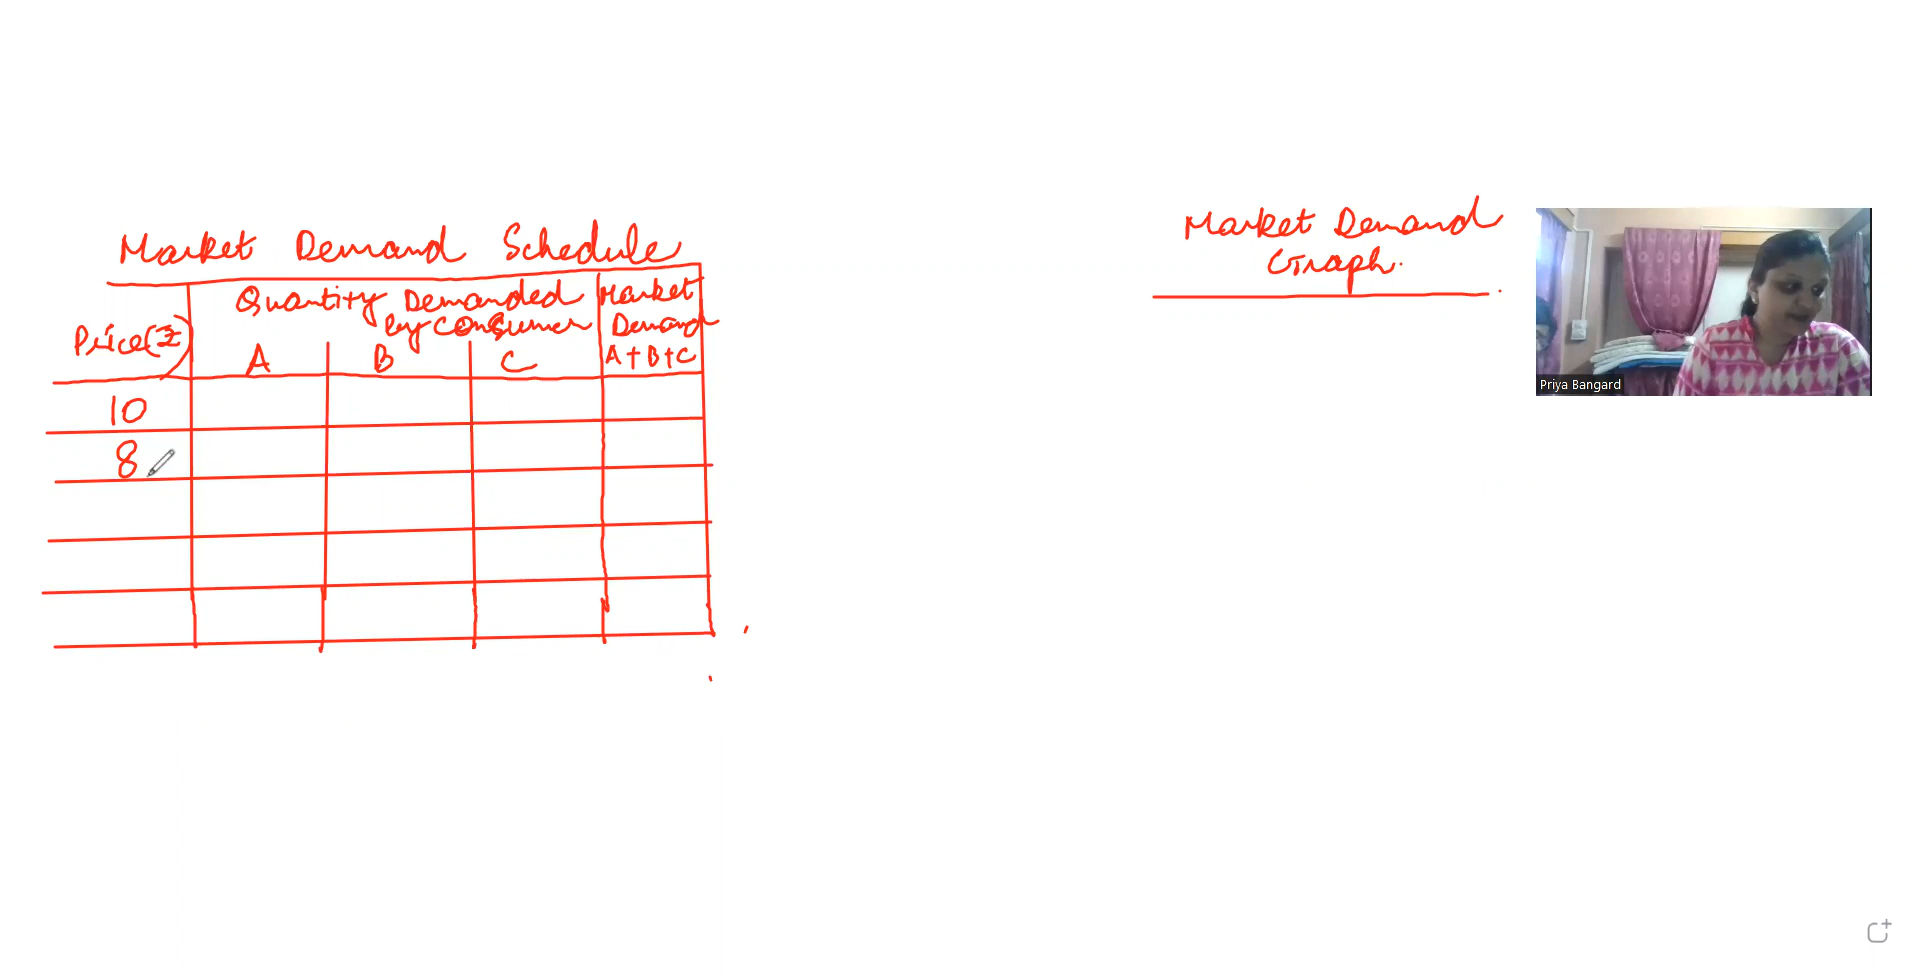 Market Demand Schedule
Price(₹)
Quantity Demanded
by consumer
A B C
Market
Demand
A+B+C
10
8
Market Demand
Graph.
Priya Bangard